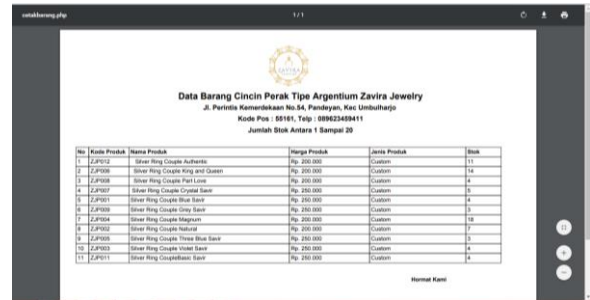 cetakbarang.php
1 / 1
ZAVIRA
Data Barang Cincin Perak Tipe Argentium Zavira Jewelry
Jl. Perintis Kemerdekaan No.54, Pandeyan, Kec Umbulharjo
Kode Pos : 55161, Telp : 089623459411
Jumlah Stok Antara 1 Sampai 20
No Kode Produk Nama Produk Harga Produk Jenis Produk Stok
1 ZJP012 Silver Ring Couple Authentic Rp. 200.000 Custom 11
2 ZJP006 Silver Ring Couple King and Queen Rp. 200.000 Custom 14
3 ZJP008 Silver Ring Couple Part Love Rp. 200.000 Custom 4
4 ZJP007 Silver Ring Couple Crystal Savir Rp. 250.000 Custom 5
5 ZJP001 Silver Ring Couple Blue Savir Rp. 250.000 Custom 4
6 ZJP009 Silver Ring Couple Grey Savir Rp. 250.000 Custom 3
7 ZJP004 Silver Ring Couple Magnum Rp. 250.000 Custom 18
8 ZJP002 Silver Ring Couple Natural Rp. 200.000 Custom 7
9 ZJP005 Silver Ring Couple Three Blue Savir Rp. 250.000 Custom 3
10 ZJP003 Silver Ring Couple Violet Savir Rp. 250.000 Custom 4
11 ZJP011 Silver Ring CoupleBasic Savir Rp. 250.000 Custom 4
Hormat Kami